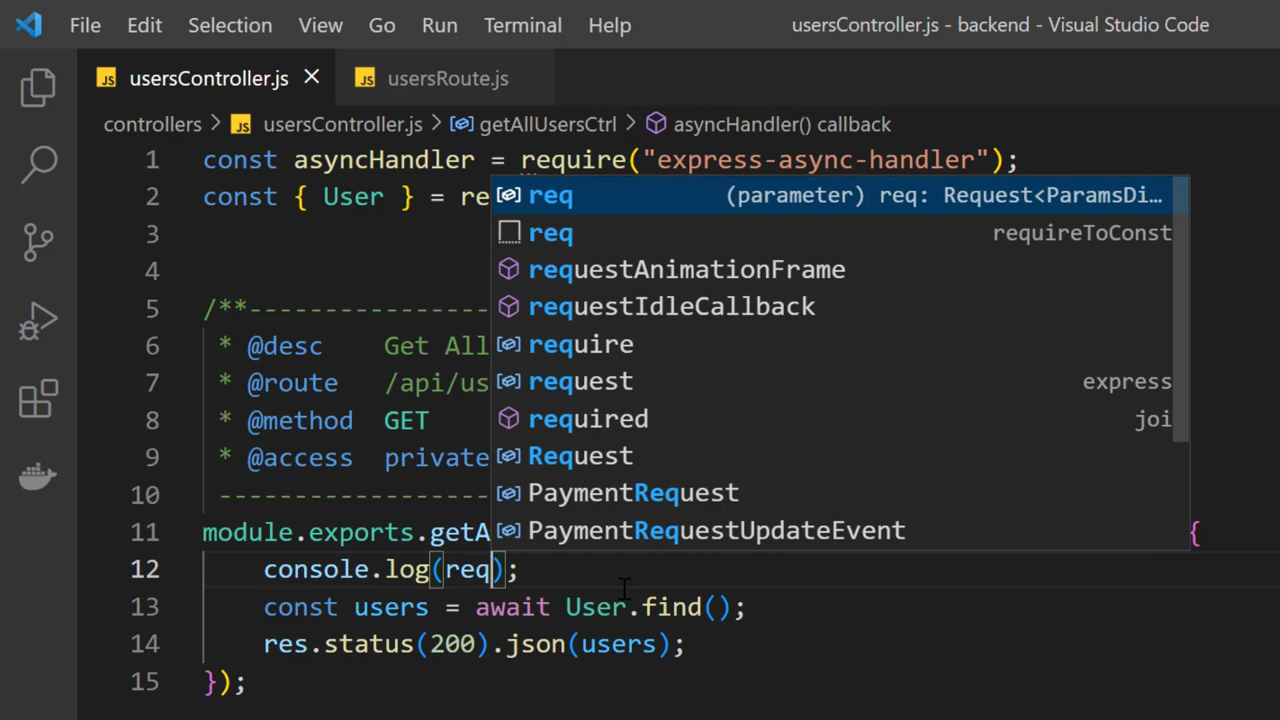 File Edit Selection View Go Run Terminal Help usersController.js - backend - Visual Studio Code
JS usersController.js × JS usersRoute.js
controllers > JS usersController.js > getAllUsersCtrl > asyncHandler() callback
1 const asyncHandler = require("express-async-handler");
2 const { User } = re
req (parameter) req: Request<ParamsDi…
3
req requireToConst
4
requestAnimationFrame
5 /**-----------------
requestIdleCallback
6 * @desc Get All
require
7 * @route /api/us
request express
8 * @method GET
required joi
9 * @access private
Request
10 ------------------
PaymentRequest
11 module.exports.getA
PaymentRequestUpdateEvent
{
12 console.log(req);
13 const users = await User.find();
14 res.status(200).json(users);
15 });